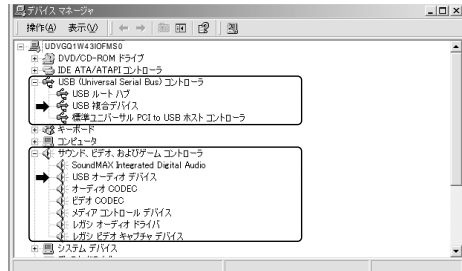 デバイス マネージャ
操作(A) 表示(V)
UDVGQ1W43IOFMS0
DVD/CD-ROM ドライブ
IDE ATA/ATAPI コントローラ
USB (Universal Serial Bus) コントローラ
USB ルート ハブ
USB 複合デバイス
標準ユニバーサル PCI to USB ホスト コントローラ
キーボード
コンピュータ
サウンド、ビデオ、およびゲーム コントローラ
SoundMAX Integrated Digital Audio
USB オーディオ デバイス
オーディオ CODEC
ビデオ CODEC
メディア コントロール デバイス
レガシ オーディオ ドライバ
レガシ ビデオ キャプチャ デバイス
システム デバイス